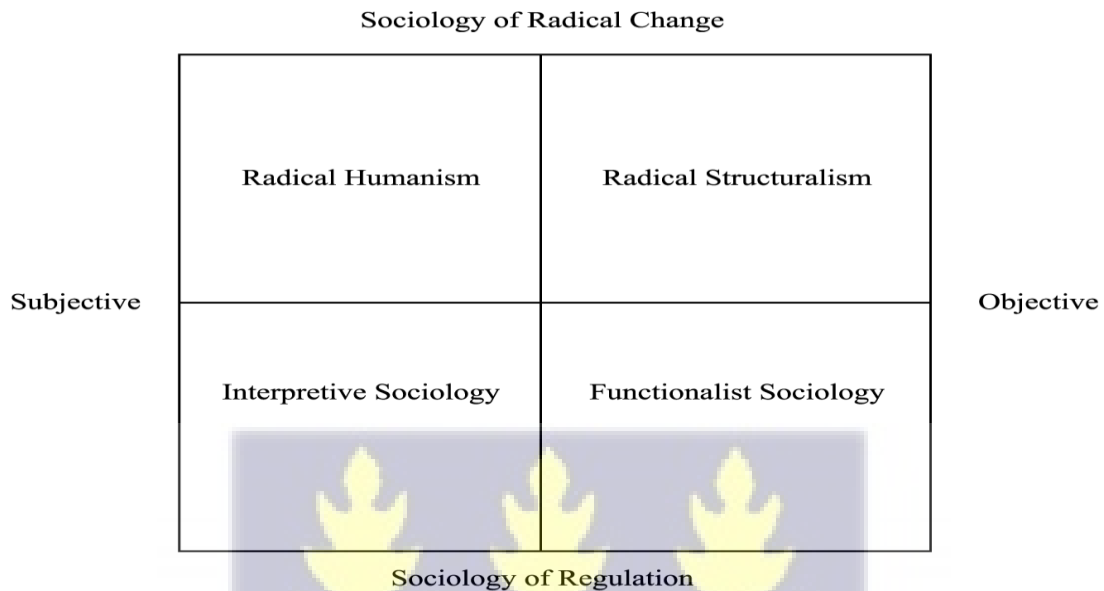 Sociology of Radical Change
Radical Humanism
Radical Structuralism
Subjective
Objective
Interpretive Sociology
Functionalist Sociology
Sociology of Regulation